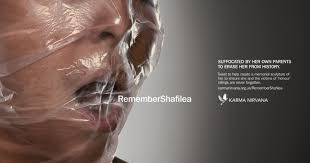 RememberShafilea
SUFFOCATED BY HER OWN PARENTS
TO ERASE HER FROM HISTORY.
Tweet to help create a memorial sculpture of
her to ensure she and the victims of 'honour'
killings are never forgotten.
karmanirvana.org.uk/RememberShafilea
KARMA NIRVANA